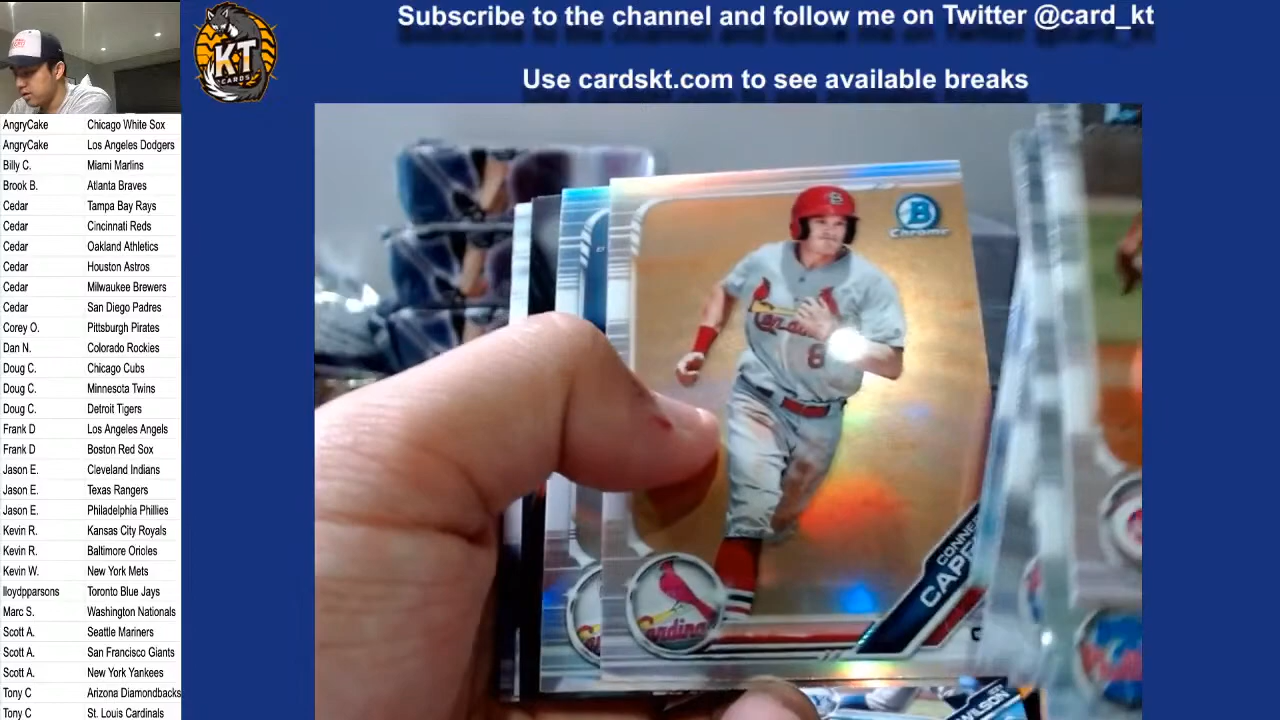 Subscribe to the channel and follow me on Twitter @card_kt
Use cardskt.com to see available breaks
KT
CARDS
AngryCake Chicago White Sox
AngryCake Los Angeles Dodgers
Billy C. Miami Marlins
Brook B. Atlanta Braves
Cedar Tampa Bay Rays
Cedar Cincinnati Reds
Cedar Oakland Athletics
Cedar Houston Astros
Cedar Milwaukee Brewers
Cedar San Diego Padres
Corey O. Pittsburgh Pirates
Dan N. Colorado Rockies
Doug C. Chicago Cubs
Doug C. Minnesota Twins
Doug C. Detroit Tigers
Frank D Los Angeles Angels
Frank D Boston Red Sox
Jason E. Cleveland Indians
Jason E. Texas Rangers
Jason E. Philadelphia Phillies
Kevin R. Kansas City Royals
Kevin R. Baltimore Orioles
Kevin W. New York Mets
lloydpparsons Toronto Blue Jays
Marc S. Washington Nationals
Scott A. Seattle Mariners
Scott A. San Francisco Giants
Scott A. New York Yankees
Tony C Arizona Diamondbacks
Tony C St. Louis Cardinals
B
Chrome
8
CONNE
CAP
Cardinals
WILSON